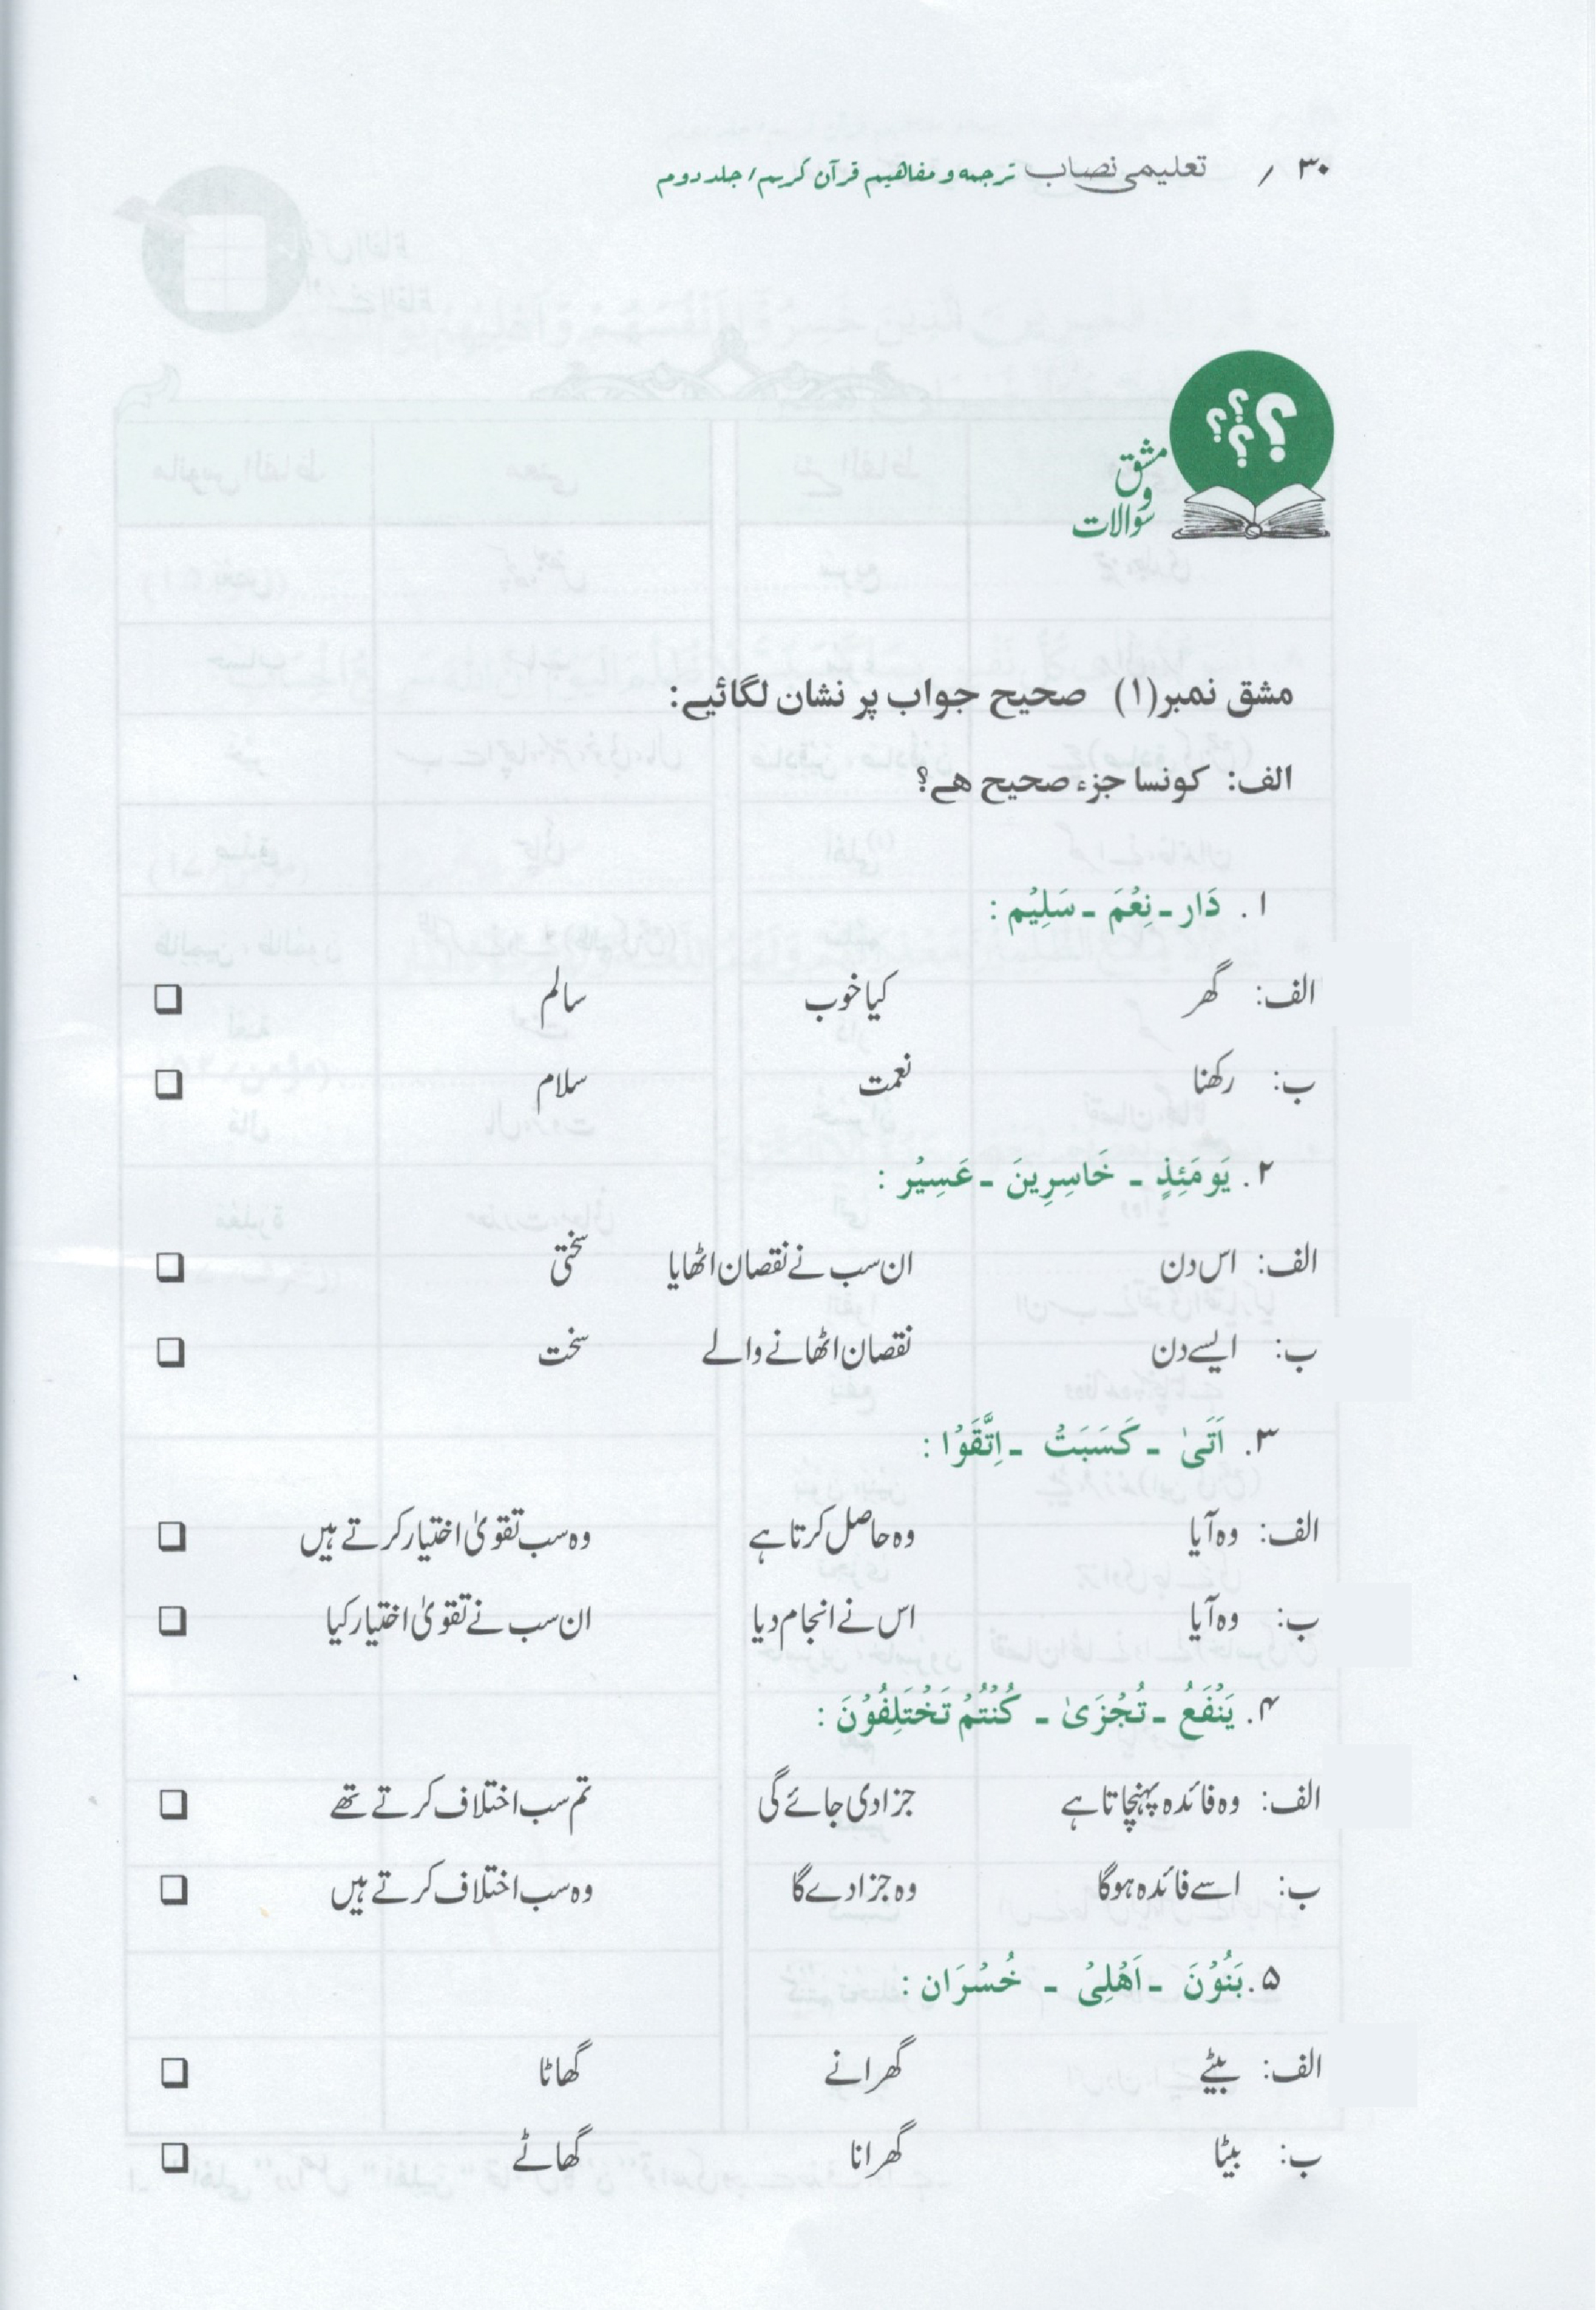 ۳۰ / تعلیمی نصاب ترجمه و مفاهیم قرآن کریم / جلد دوم
مشق
و
سوالات
مشق نمبر(۱) صحیح جواب پر نشان لگائیے:
الف: کونسا جزء صحیح ھے؟
۱. دَار ـ نِعْمَ ـ سَلِیْم :
الف: گھر کیا خوب سالم ❑
ب: رکھنا نعمت سلام ❑
۲. یَومَئِذٍ ـ خَاسِرِینَ ـ عَسِیْر :
الف: اس دن ان سب نے نقصان اٹھایا سختی ❑
ب: ایسے دن نقصان اٹھانے والے سخت ❑
۳. اَتَیٰ ـ کَسَبَتْ ـ اِتَّقَوْا :
الف: وہ آیا وہ حاصل کرتا ہے وہ سب تقویٰ اختیار کرتے ہیں ❑
ب: وہ آیا اس نے انجام دیا ان سب نے تقویٰ اختیار کیا ❑
۴. یَنْفَعُ ـ تُجْزَیٰ ـ کُنْتُمْ تَخْتَلِفُوْنَ :
الف: وہ فائدہ پہنچاتا ہے جزا دی جائے گی تم سب اختلاف کرتے تھے ❑
ب: اسے فائدہ ہوگا وہ جزا دے گا وہ سب اختلاف کرتے ہیں ❑
۵. بَنُوْنَ ـ اَھْلِیْ ـ خُسْرَان :
الف: بیٹے گھرانے گھاٹا ❑
ب: بیٹا گھرانا گھاٹے ❑